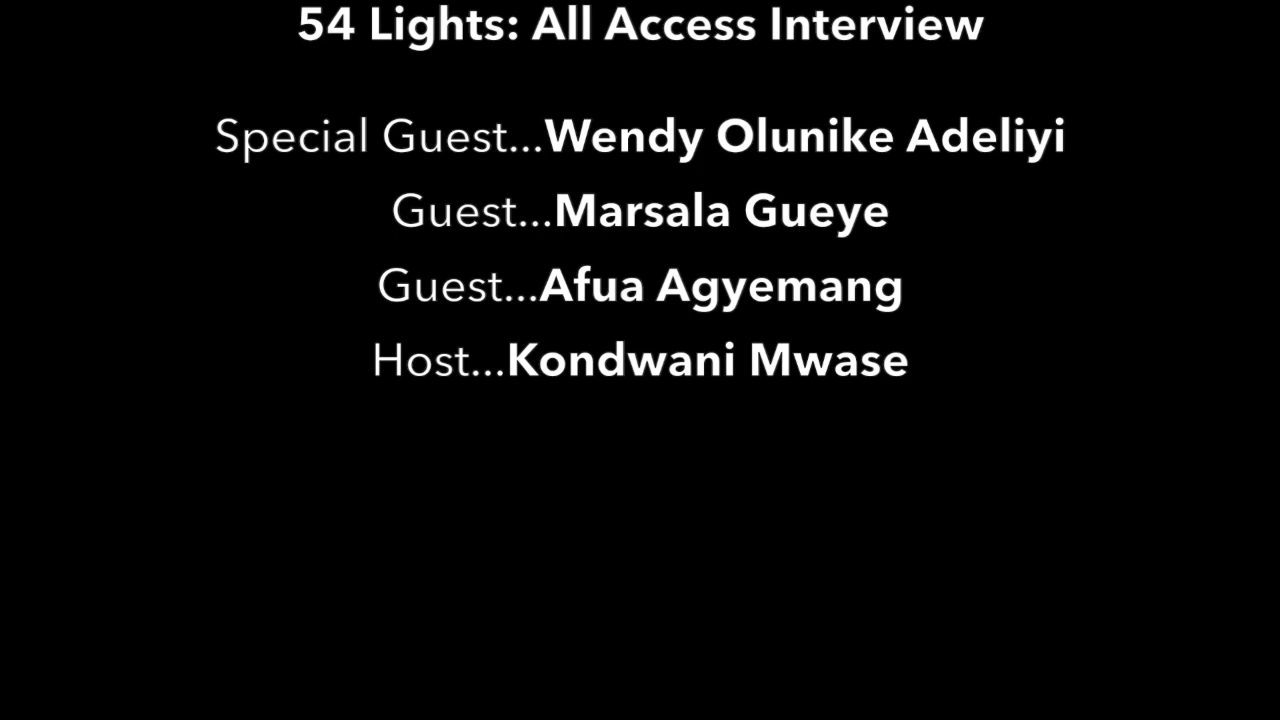 54 Lights: All Access Interview
Special Guest...Wendy Olunike Adeliyi
Guest...Marsala Gueye
Guest...Afua Agyemang
Host...Kondwani Mwase